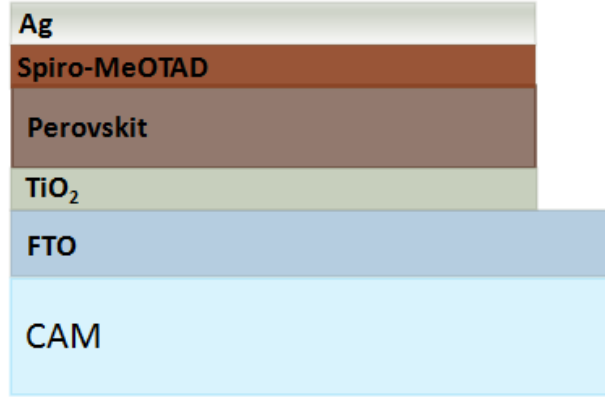 Ag
Spiro-MeOTAD
Perovskit
TiO₂
FTO
CAM